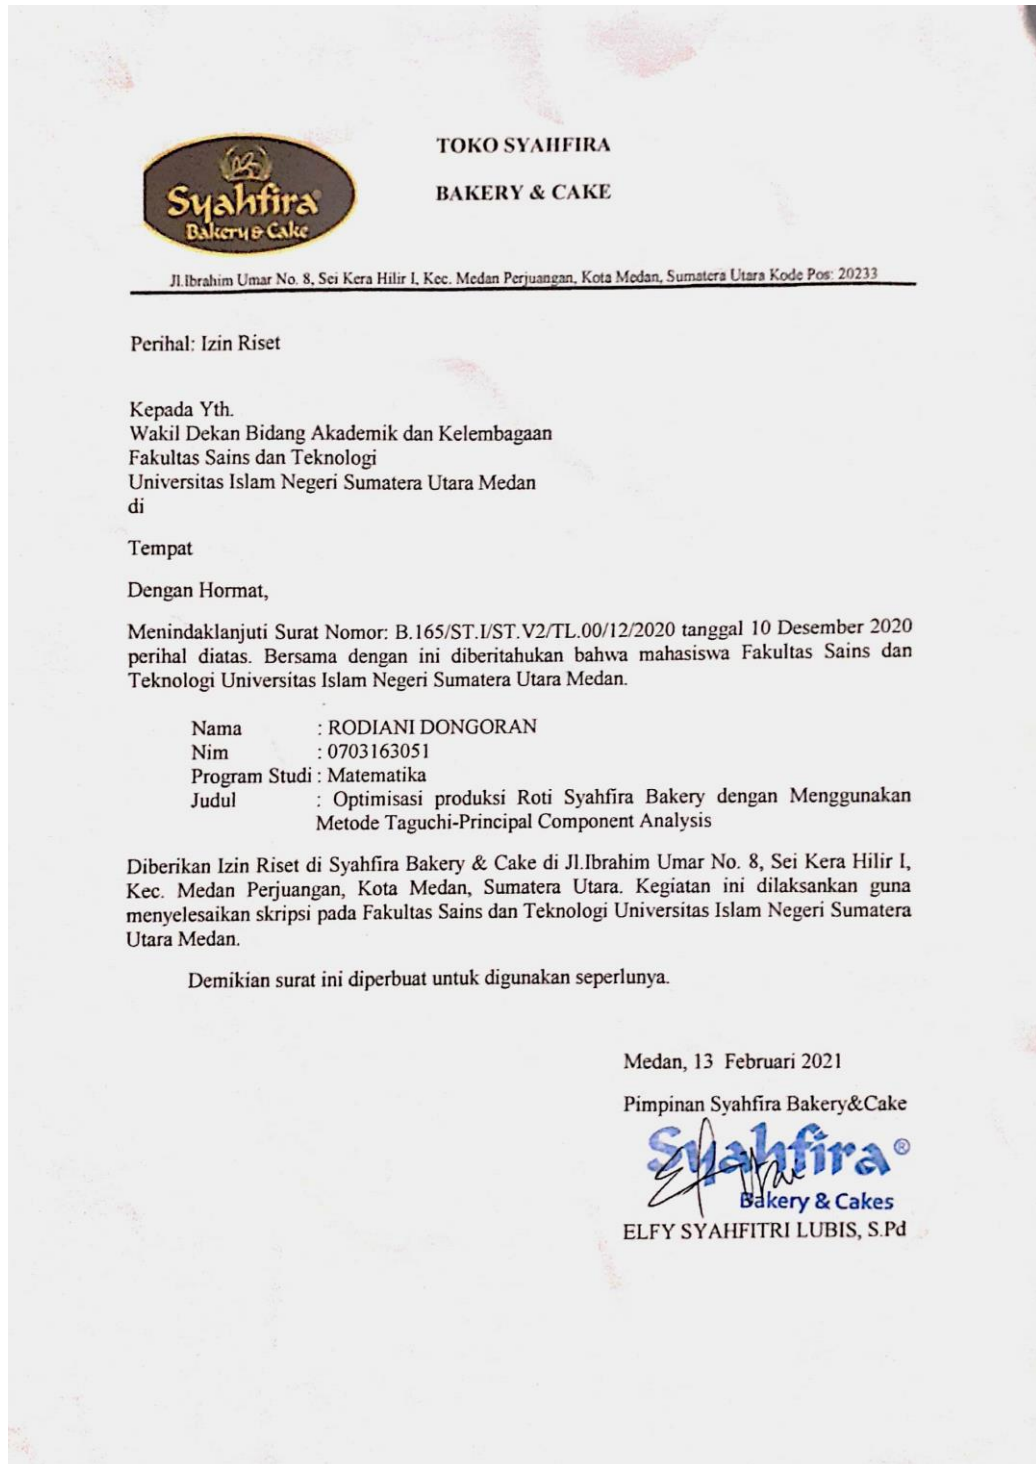 TOKO SYAHFIRA
BAKERY & CAKE
Syahfira
Bakery & Cake
Jl.Ibrahim Umar No. 8, Sei Kera Hilir I, Kec. Medan Perjuangan, Kota Medan, Sumatera Utara Kode Pos: 20233
Perihal: Izin Riset
Kepada Yth.
Wakil Dekan Bidang Akademik dan Kelembagaan
Fakultas Sains dan Teknologi
Universitas Islam Negeri Sumatera Utara Medan
di
Tempat
Dengan Hormat,
Menindaklanjuti Surat Nomor: B.165/ST.I/ST.V2/TL.00/12/2020 tanggal 10 Desember 2020
perihal diatas. Bersama dengan ini diberitahukan bahwa mahasiswa Fakultas Sains dan
Teknologi Universitas Islam Negeri Sumatera Utara Medan.
Nama : RODIANI DONGORAN
Nim : 0703163051
Program Studi : Matematika
Judul : Optimisasi produksi Roti Syahfira Bakery dengan Menggunakan
Metode Taguchi-Principal Component Analysis
Diberikan Izin Riset di Syahfira Bakery & Cake di Jl.Ibrahim Umar No. 8, Sei Kera Hilir I,
Kec. Medan Perjuangan, Kota Medan, Sumatera Utara. Kegiatan ini dilaksankan guna
menyelesaikan skripsi pada Fakultas Sains dan Teknologi Universitas Islam Negeri Sumatera
Utara Medan.
Demikian surat ini diperbuat untuk digunakan seperlunya.
Medan, 13 Februari 2021
Pimpinan Syahfira Bakery&Cake
Syahfira®
Bakery & Cakes
ELFY SYAHFITRI LUBIS, S.Pd